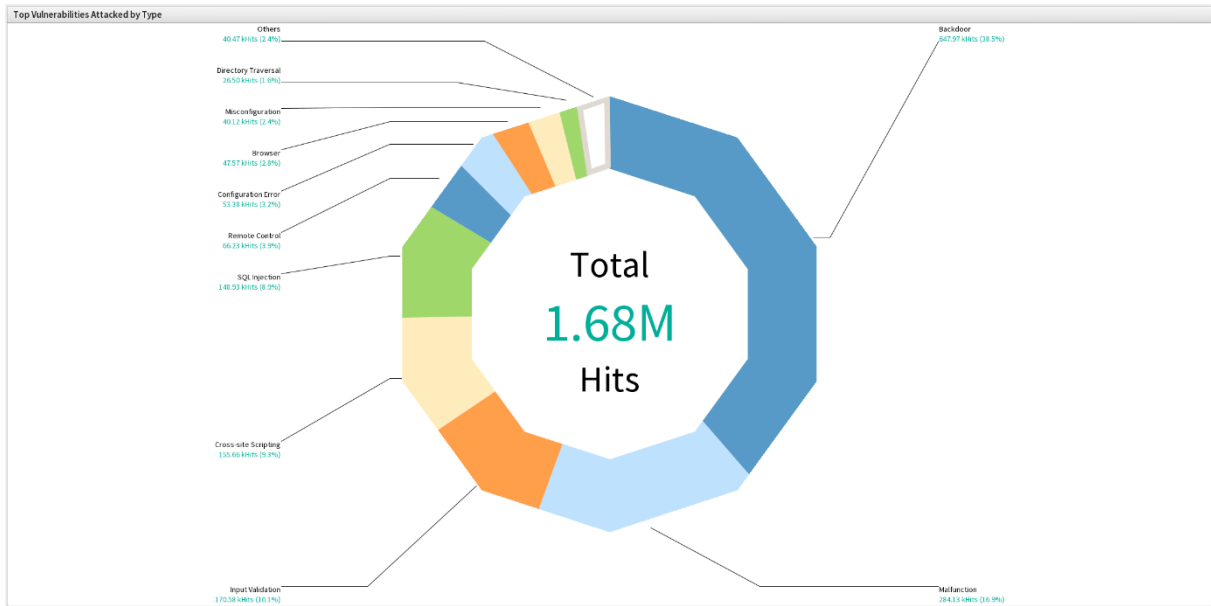 Top Vulnerabilities Attacked by Type
Others
40.47 kHits (2.4%)
Backdoor
647.97 kHits (38.5%)
Directory Traversal
26.50 kHits (1.6%)
Misconfiguration
40.12 kHits (2.4%)
Browser
47.57 kHits (2.8%)
Configuration Error
53.38 kHits (3.2%)
Remote Control
66.23 kHits (3.9%)
SQL Injection
148.93 kHits (8.9%)
Total
1.68M
Hits
Cross-site Scripting
155.66 kHits (9.3%)
Input Validation
170.58 kHits (10.1%)
Malfunction
284.13 kHits (16.9%)